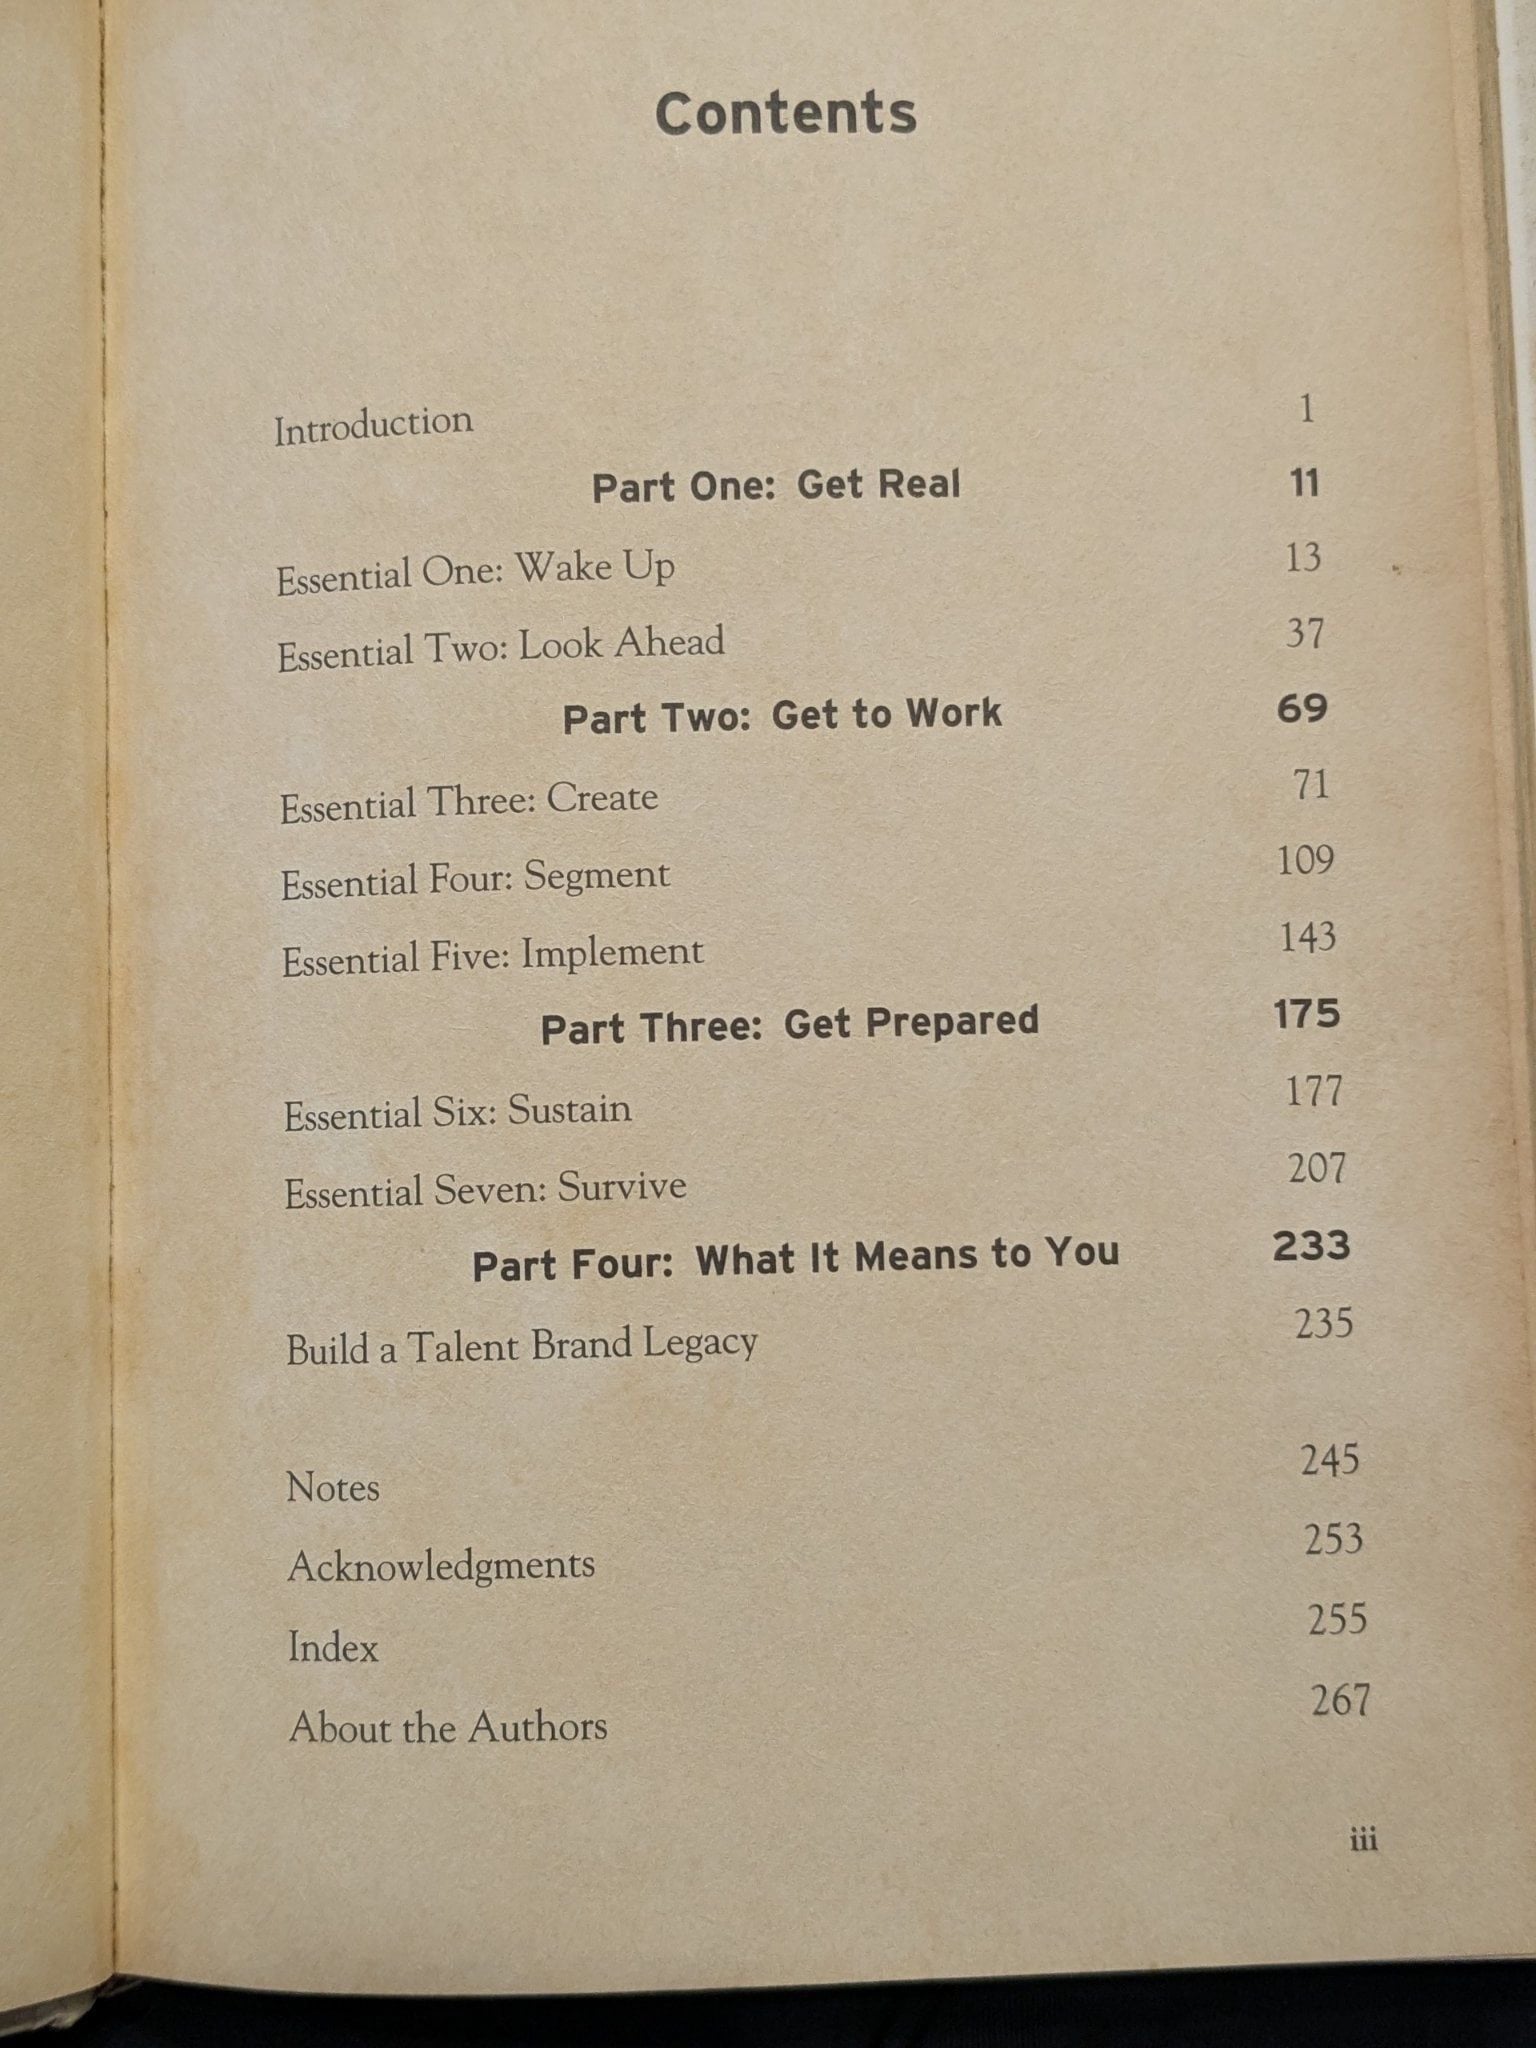 Contents
Introduction 1
Part One: Get Real 11
Essential One: Wake Up 13
Essential Two: Look Ahead 37
Part Two: Get to Work 69
Essential Three: Create 71
Essential Four: Segment 109
Essential Five: Implement 143
Part Three: Get Prepared 175
Essential Six: Sustain 177
Essential Seven: Survive 207
Part Four: What It Means to You 233
Build a Talent Brand Legacy 235
Notes 245
Acknowledgments 253
Index 255
About the Authors 267
iii